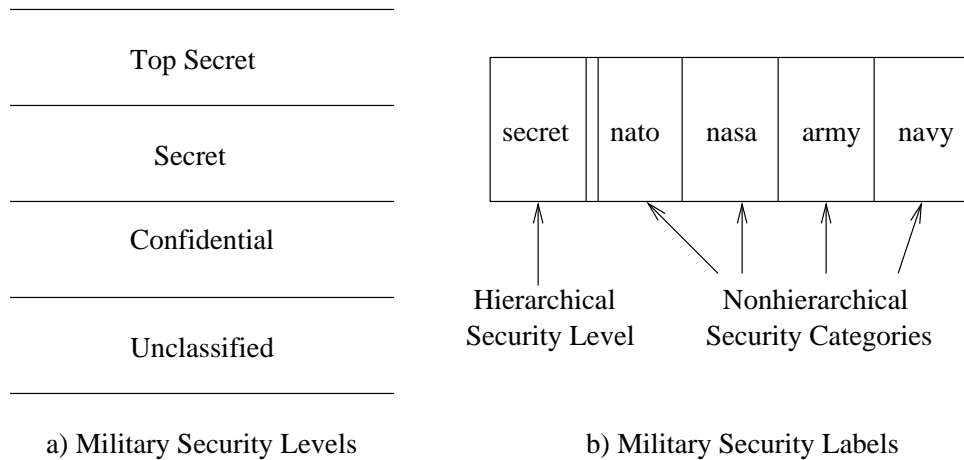 Top Secret
Secret
Confidential
Unclassified
a) Military Security Levels
secret nato nasa army navy
Hierarchical
Security Level
Nonhierarchical
Security Categories
b) Military Security Labels